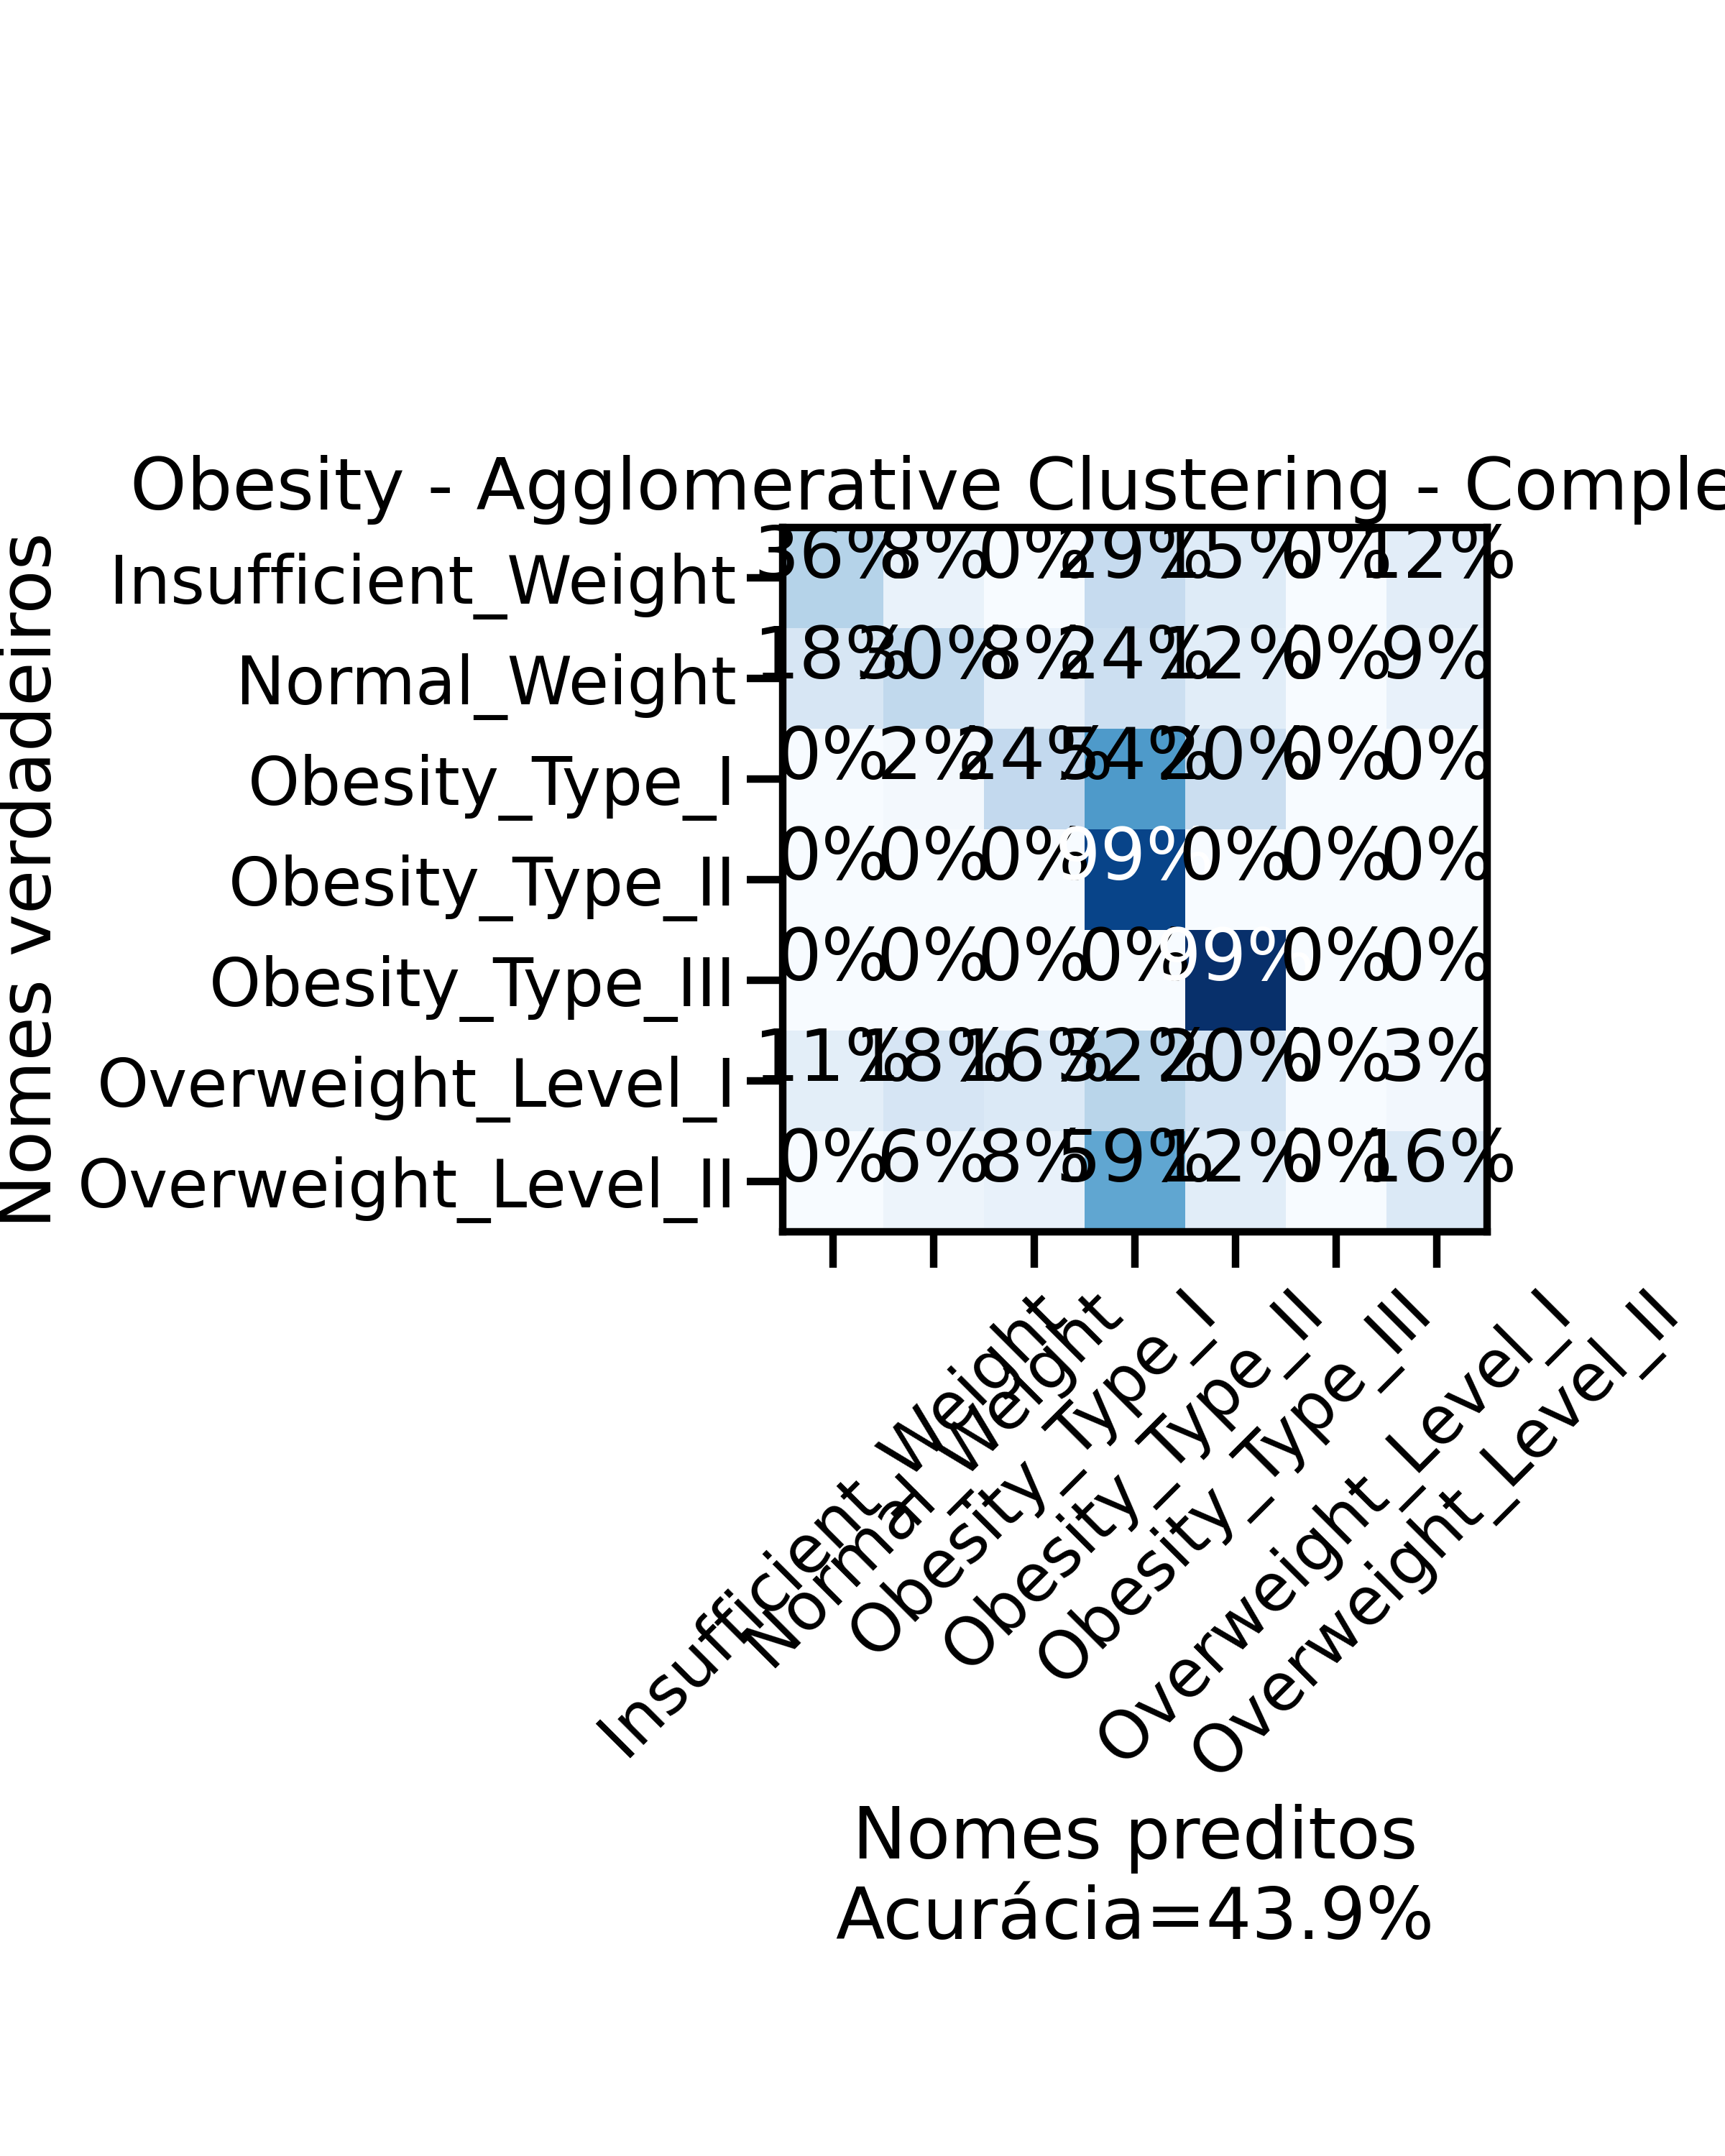 Obesity - Agglomerative Clustering - Comple
Nomes verdadeiros
Insufficient_Weight 36% 8% 0% 29% 15% 0% 12%
Normal_Weight 18% 30% 8% 24% 12% 0% 9%
Obesity_Type_I 0% 2% 24% 54% 20% 0% 0%
Obesity_Type_II 0% 0% 0% 99% 0% 0% 0%
Obesity_Type_III 0% 0% 0% 0% 99% 0% 0%
Overweight_Level_I 11% 18% 16% 32% 20% 0% 3%
Overweight_Level_II 0% 6% 8% 59% 12% 0% 16%
Insufficient_Weight
Normal_Weight
Obesity_Type_I
Obesity_Type_II
Obesity_Type_III
Overweight_Level_I
Overweight_Level_II
Nomes preditos
Acurácia=43.9%